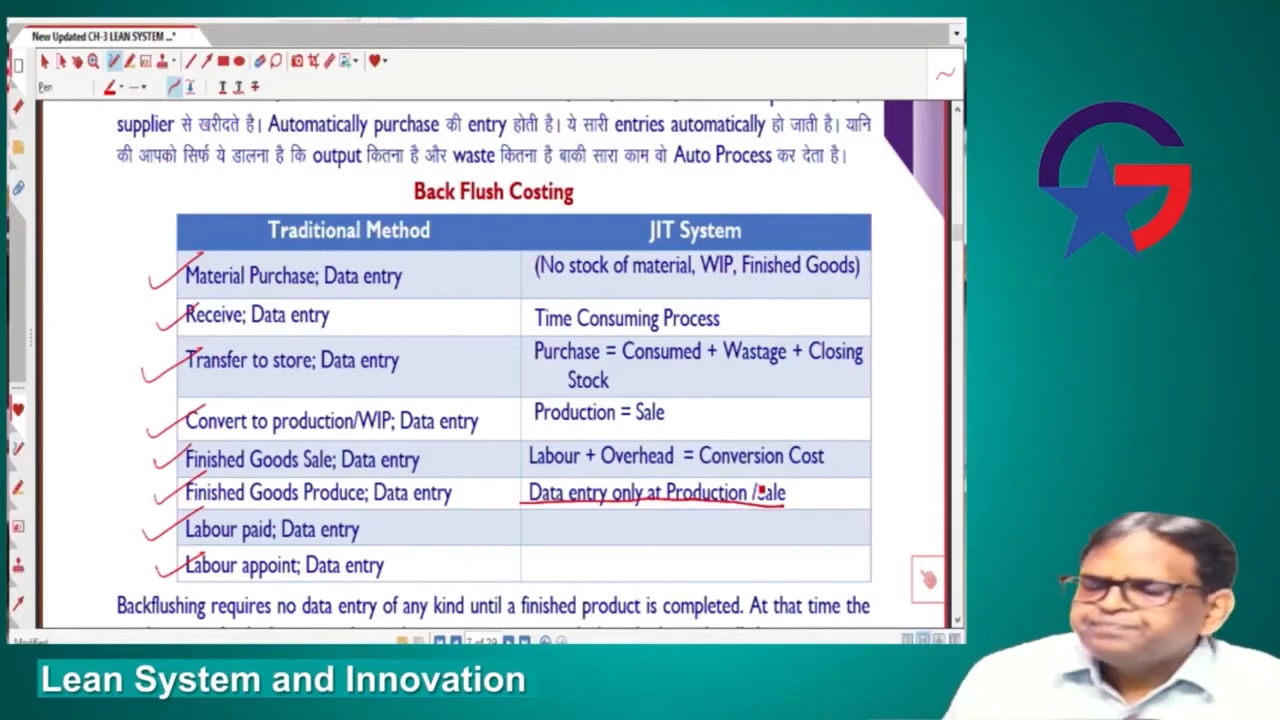 New Updated CH-3 LEAN SYSTEM ...*
Pen
supplier से खरीदते है। Automatically purchase की entry होती है। ये सारी entries automatically हो जाती है। यानि
की आपको सिर्फ ये डालना है कि output कितना है और waste कितना है बाकी सारा काम वो Auto Process कर देता है।
Back Flush Costing
Traditional Method
JIT System
Material Purchase; Data entry
(No stock of material, WIP, Finished Goods)
Receive; Data entry
Time Consuming Process
Transfer to store; Data entry
Purchase = Consumed + Wastage + Closing
Stock
Convert to production/WIP; Data entry
Production = Sale
Finished Goods Sale; Data entry
Labour + Overhead = Conversion Cost
Finished Goods Produce; Data entry
Data entry only at Production /Sale
Labour paid; Data entry
Labour appoint; Data entry
Backflushing requires no data entry of any kind until a finished product is completed. At that time the
7 of 29
Lean System and Innovation